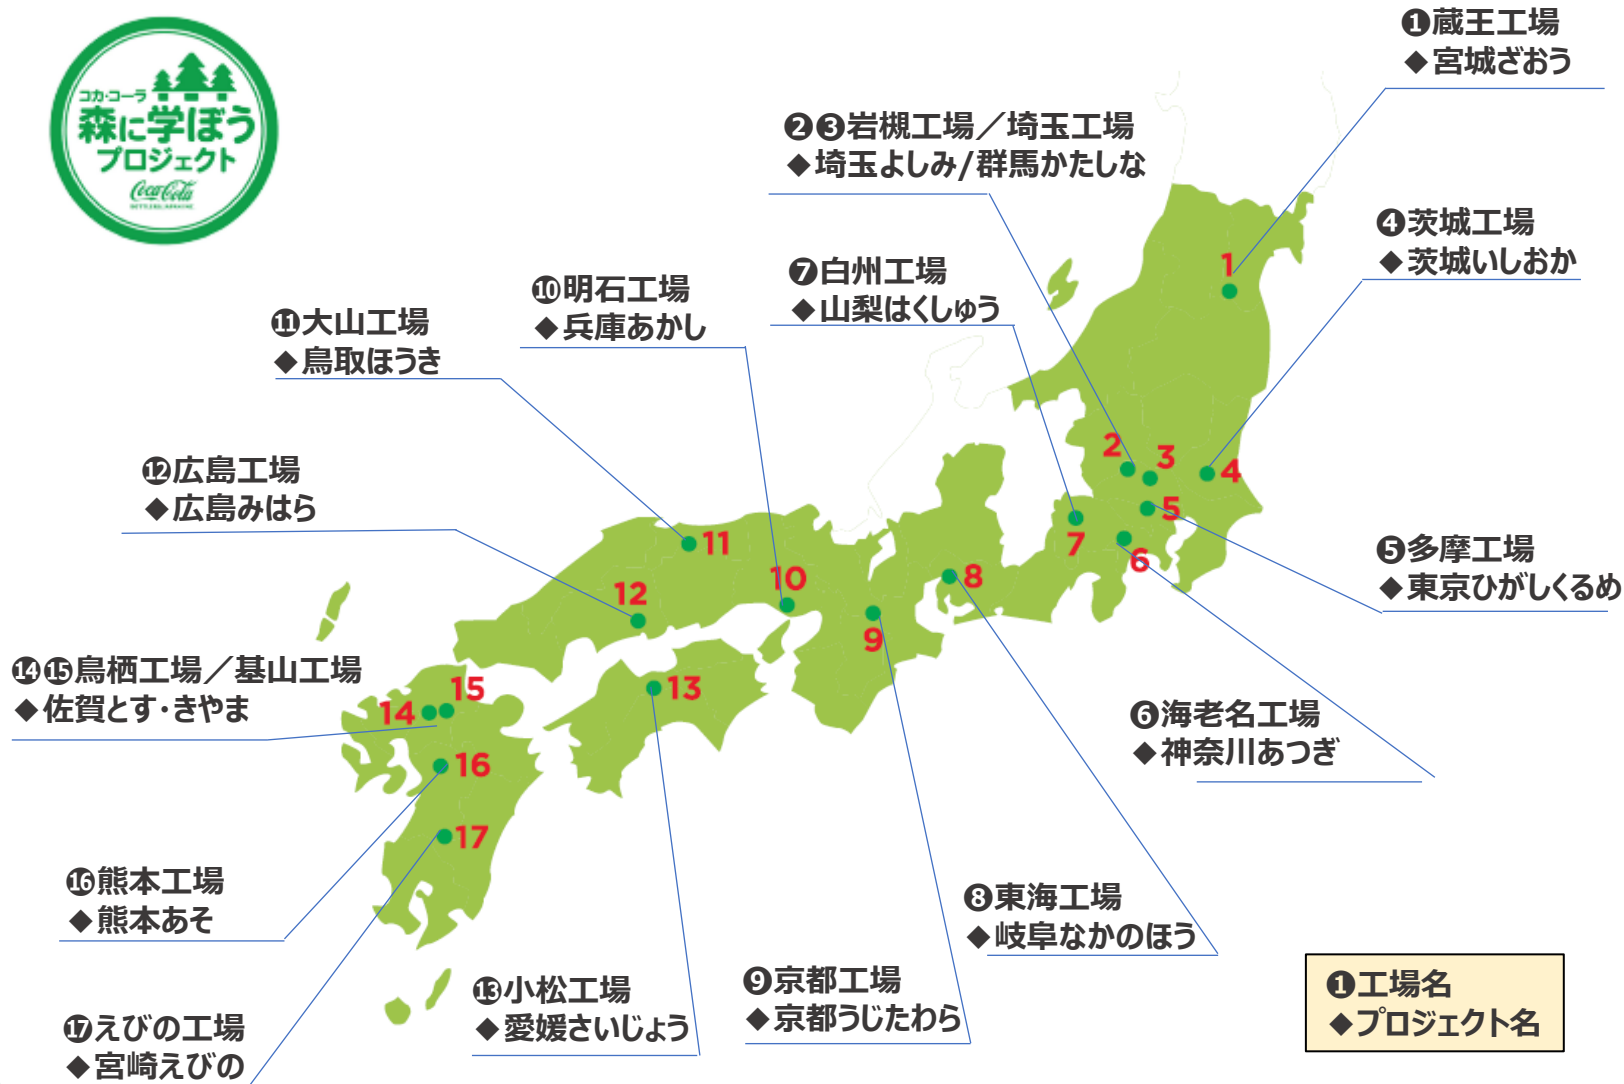 コカ・コーラ
森に学ぼう
プロジェクト
Coca-Cola
❶蔵王工場
◆宮城ざおう
❷❸岩槻工場／埼玉工場
◆埼玉よしみ/群馬かたしな
❹茨城工場
◆茨城いしおか
❼白州工場
◆山梨はくしゅう
❿明石工場
◆兵庫あかし
⓫大山工場
◆鳥取ほうき
⓬広島工場
◆広島みはら
❺多摩工場
◆東京ひがしくるめ
⓮⓯鳥栖工場／基山工場
◆佐賀とす・きやま
❻海老名工場
◆神奈川あつぎ
⓰熊本工場
◆熊本あそ
❽東海工場
◆岐阜なかのほう
⓭小松工場
◆愛媛さいじょう
❾京都工場
◆京都うじたわら
⓱えびの工場
◆宮崎えびの
❶工場名
◆プロジェクト名
1
2
3
4
5
6
7
8
9
10
11
12
13
14
15
16
17